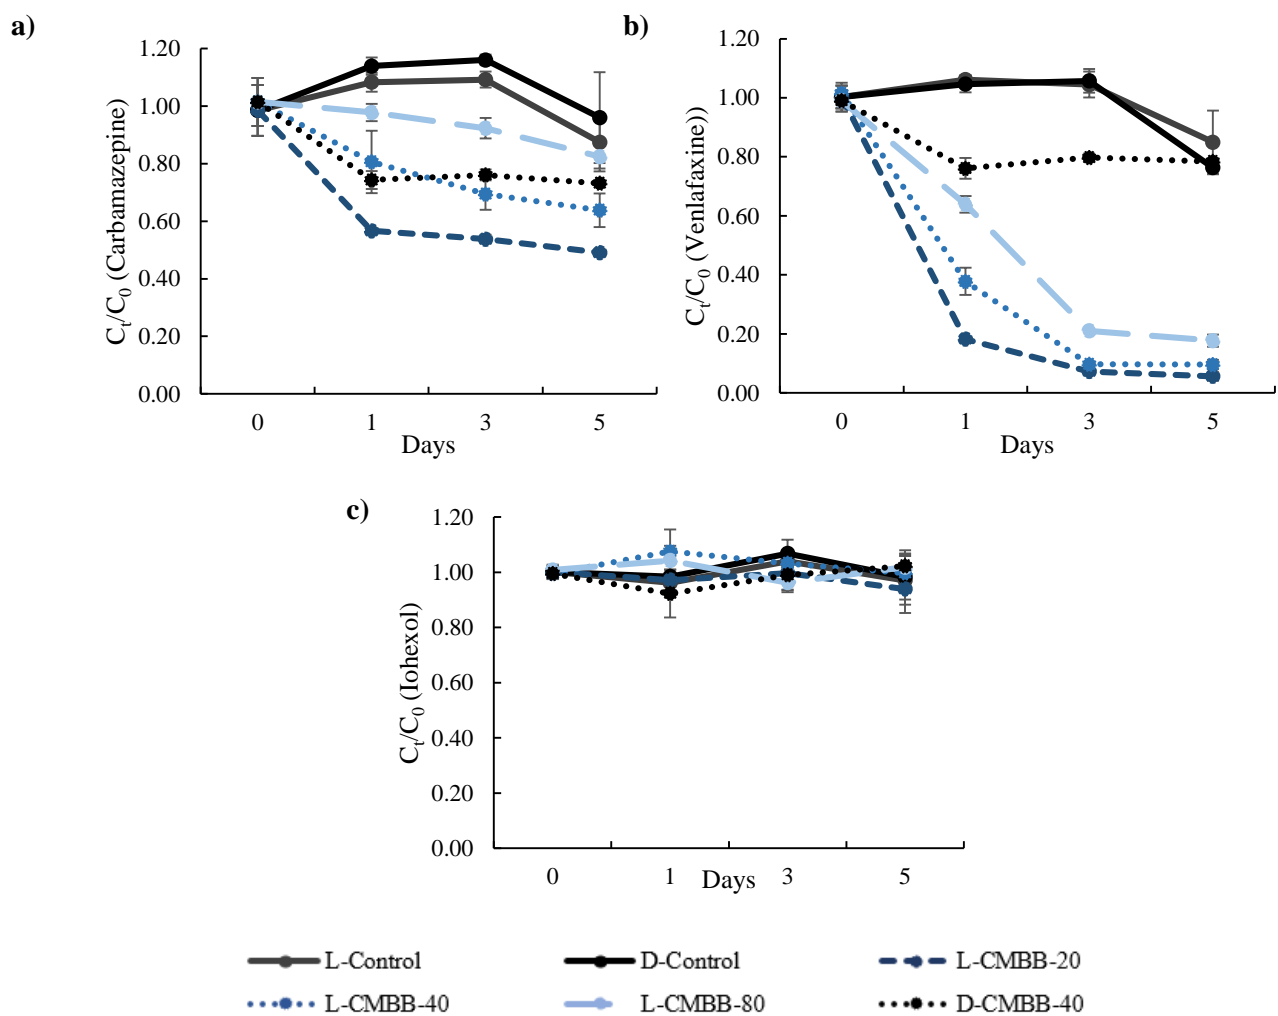 a)
Cₜ/C₀ (Carbamazepine)
1.20
1.00
0.80
0.60
0.40
0.20
0.00
0 1 3 5
Days
b)
Cₜ/C₀ (Venlafaxine))
1.20
1.00
0.80
0.60
0.40
0.20
0.00
0 1 3 5
Days
c)
Cₜ/C₀ (Iohexol)
1.20
1.00
0.80
0.60
0.40
0.20
0.00
0 1 3 5
Days
L-Control D-Control L-CMBB-20
L-CMBB-40 L-CMBB-80 D-CMBB-40